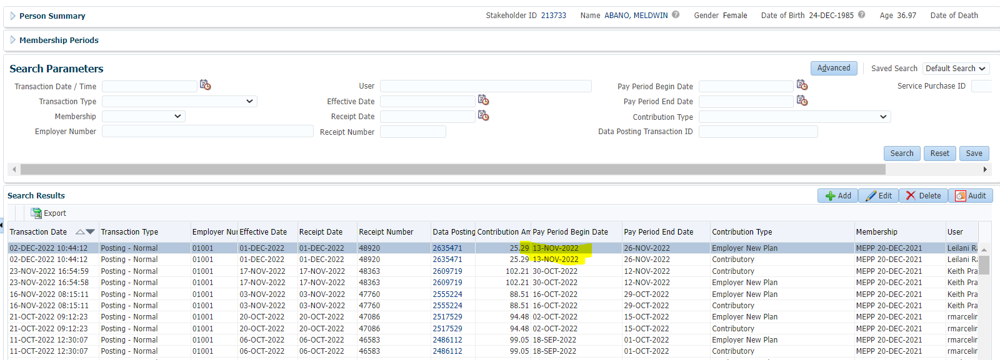 Person Summary Stakeholder ID 213733 Name ABANO, MELDWIN Gender Female Date of Birth 24-DEC-1985 Age 36.97 Date of Death
Membership Periods
Search Parameters Advanced Saved Search Default Search
Transaction Date / Time User Pay Period Begin Date Service Purchase ID
Transaction Type Effective Date Pay Period End Date
Membership Receipt Date Contribution Type
Employer Number Receipt Number Data Posting Transaction ID
Search Reset Save
Search Results Add Edit Delete Audit
Export
Transaction Date Transaction Type Employer Nu Effective Date Receipt Date Receipt Number Data Posting Contribution Am Pay Period Begin Date Pay Period End Date Contribution Type Membership User
02-DEC-2022 10:44:12 Posting - Normal 01001 01-DEC-2022 01-DEC-2022 48920 2635471 25.29 13-NOV-2022 26-NOV-2022 Employer New Plan MEPP 20-DEC-2021 Leilani Ra
02-DEC-2022 10:44:12 Posting - Normal 01001 01-DEC-2022 01-DEC-2022 48920 2635471 25.29 13-NOV-2022 26-NOV-2022 Contributory MEPP 20-DEC-2021 Leilani Ra
23-NOV-2022 16:54:59 Posting - Normal 01001 17-NOV-2022 17-NOV-2022 48363 2609719 102.21 30-OCT-2022 12-NOV-2022 Contributory MEPP 20-DEC-2021 Keith Pra
23-NOV-2022 16:54:58 Posting - Normal 01001 17-NOV-2022 17-NOV-2022 48363 2609719 102.21 30-OCT-2022 12-NOV-2022 Employer New Plan MEPP 20-DEC-2021 Keith Pra
16-NOV-2022 08:15:11 Posting - Normal 01001 03-NOV-2022 03-NOV-2022 47760 2555224 88.51 16-OCT-2022 29-OCT-2022 Employer New Plan MEPP 20-DEC-2021 Keith Pra
16-NOV-2022 08:15:11 Posting - Normal 01001 03-NOV-2022 03-NOV-2022 47760 2555224 88.51 16-OCT-2022 29-OCT-2022 Contributory MEPP 20-DEC-2021 Keith Pra
21-OCT-2022 09:12:23 Posting - Normal 01001 20-OCT-2022 20-OCT-2022 47086 2517529 94.48 02-OCT-2022 15-OCT-2022 Employer New Plan MEPP 20-DEC-2021 rmarcelin
21-OCT-2022 09:12:23 Posting - Normal 01001 20-OCT-2022 20-OCT-2022 47086 2517529 94.48 02-OCT-2022 15-OCT-2022 Contributory MEPP 20-DEC-2021 rmarcelin
11-OCT-2022 12:30:07 Posting - Normal 01001 06-OCT-2022 06-OCT-2022 46583 2486112 99.05 18-SEP-2022 01-OCT-2022 Employer New Plan MEPP 20-DEC-2021 rmarcelin
11-OCT-2022 12:30:07 Posting - Normal 01001 06-OCT-2022 06-OCT-2022 46583 2486112 99.05 18-SEP-2022 01-OCT-2022 Contributory MEPP 20-DEC-2021 rmarcelin